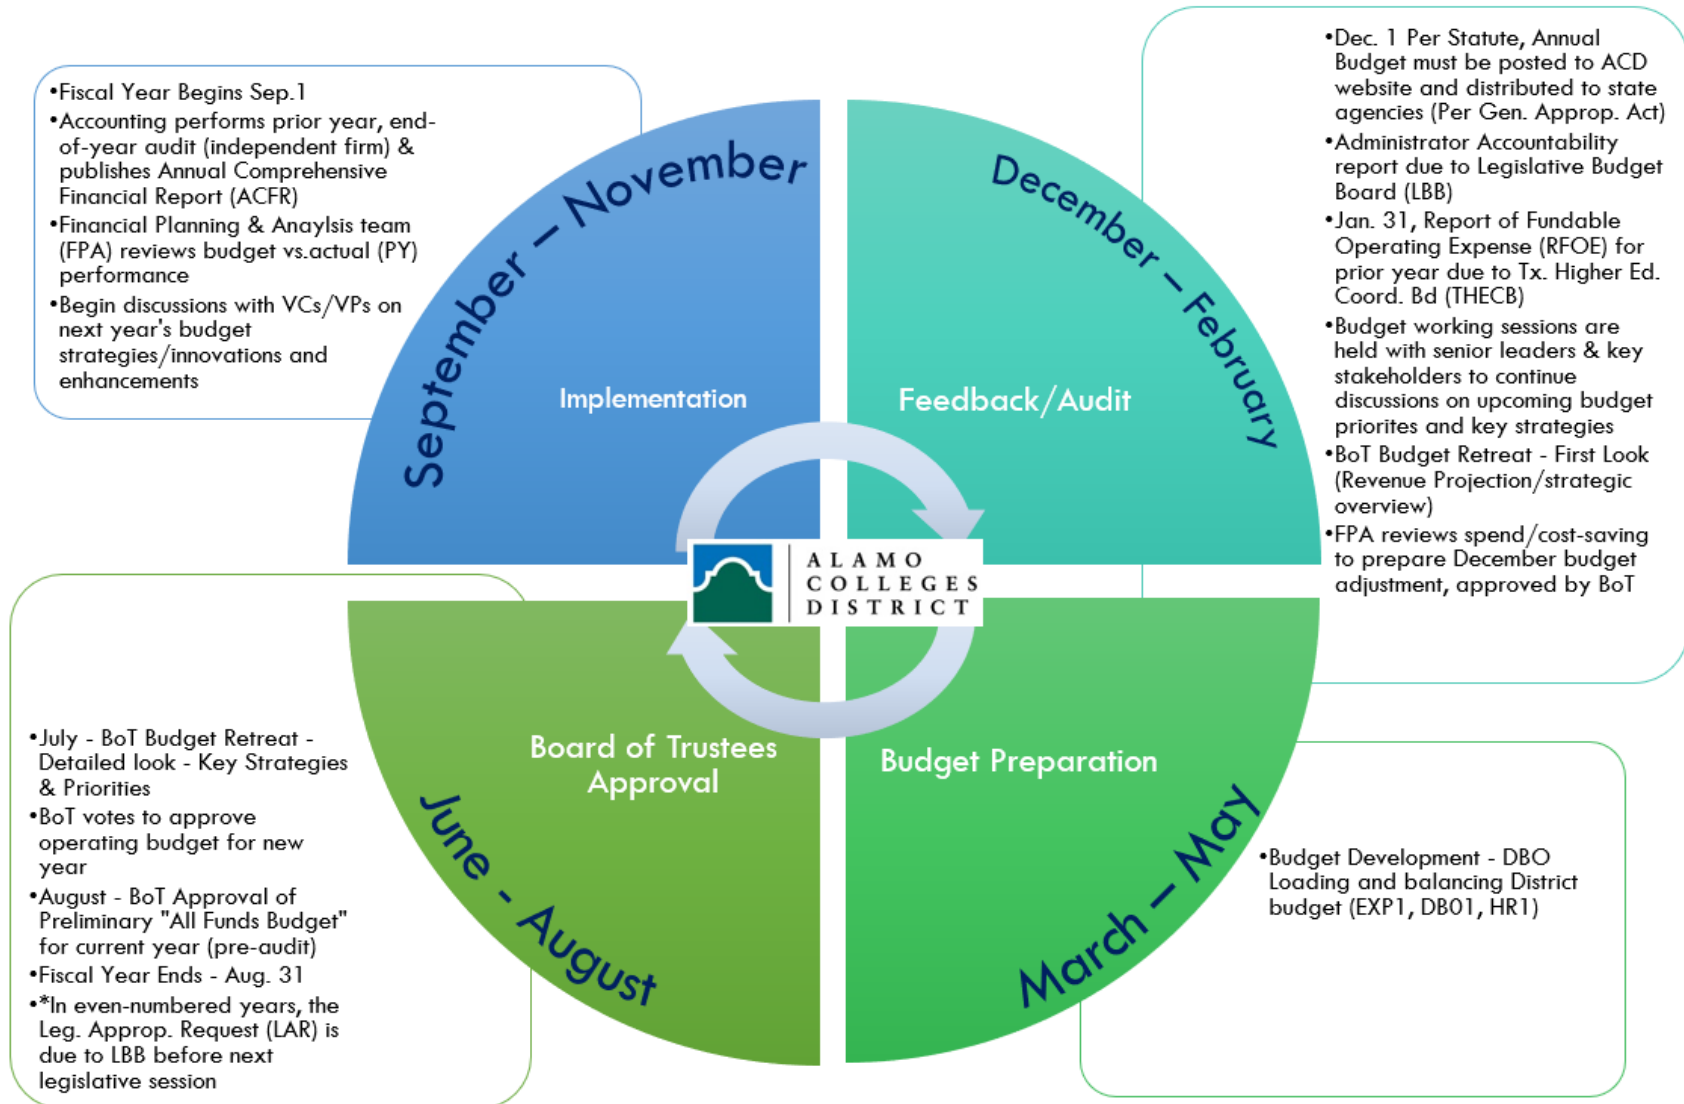 •Fiscal Year Begins Sep.1
•Accounting performs prior year, end-
of-year audit (independent firm) &
publishes Annual Comprehensive
Financial Report (ACFR)
•Financial Planning & Anaylsis team
(FPA) reviews budget vs.actual (PY)
performance
•Begin discussions with VCs/VPs on
next year's budget
strategies/innovations and
enhancements
September – November
Implementation
December – February
Feedback/Audit
•Dec. 1 Per Statute, Annual
Budget must be posted to ACD
website and distributed to state
agencies (Per Gen. Approp. Act)
•Administrator Accountability
report due to Legislative Budget
Board (LBB)
•Jan. 31, Report of Fundable
Operating Expense (RFOE) for
prior year due to Tx. Higher Ed.
Coord. Bd (THECB)
•Budget working sessions are
held with senior leaders & key
stakeholders to continue
discussions on upcoming budget
priorites and key strategies
•BoT Budget Retreat - First Look
(Revenue Projection/strategic
overview)
•FPA reviews spend/cost-saving
to prepare December budget
adjustment, approved by BoT
ALAMO
COLLEGES
DISTRICT
•July - BoT Budget Retreat -
Detailed look - Key Strategies
& Priorities
•BoT votes to approve
operating budget for new
year
•August - BoT Approval of
Preliminary "All Funds Budget"
for current year (pre-audit)
•Fiscal Year Ends - Aug. 31
•*In even-numbered years, the
Leg. Approp. Request (LAR) is
due to LBB before next
legislative session
Board of Trustees
Approval
June - August
Budget Preparation
March – May
•Budget Development - DBO
Loading and balancing District
budget (EXP1, DB01, HR1)